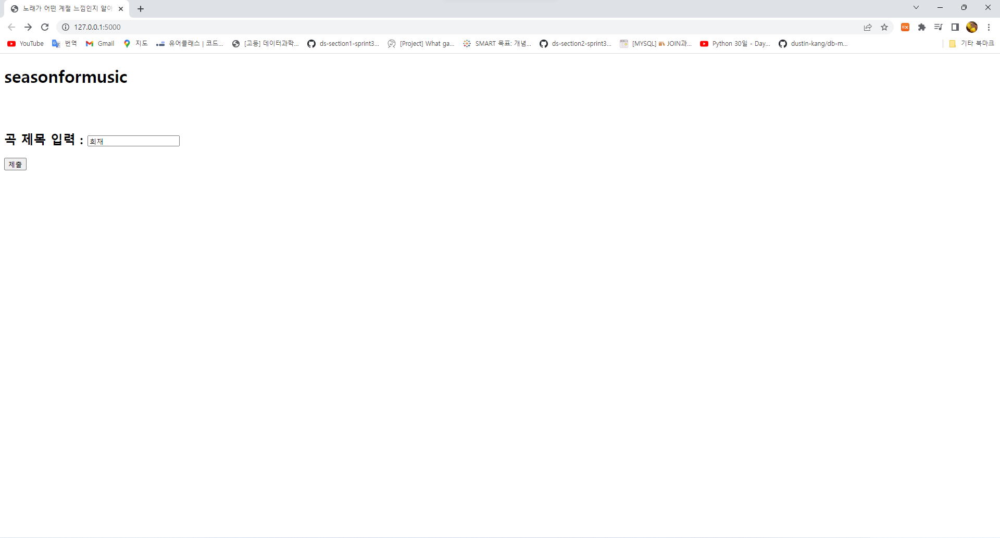 노래가 어떤 계절 느낌인지 알아
127.0.0.1:5000
YouTube 번역 Gmail 지도 유어클래스 | 코드... [고등] 데이터과학... ds-section1-sprint3... [Project] What ga... SMART 목표: 개념... ds-section2-sprint3... [MYSQL] JOIN과... Python 30일 - Day... dustin-kang/db-m... 기타 북마크
seasonformusic
곡 제목 입력 : 희재
제출